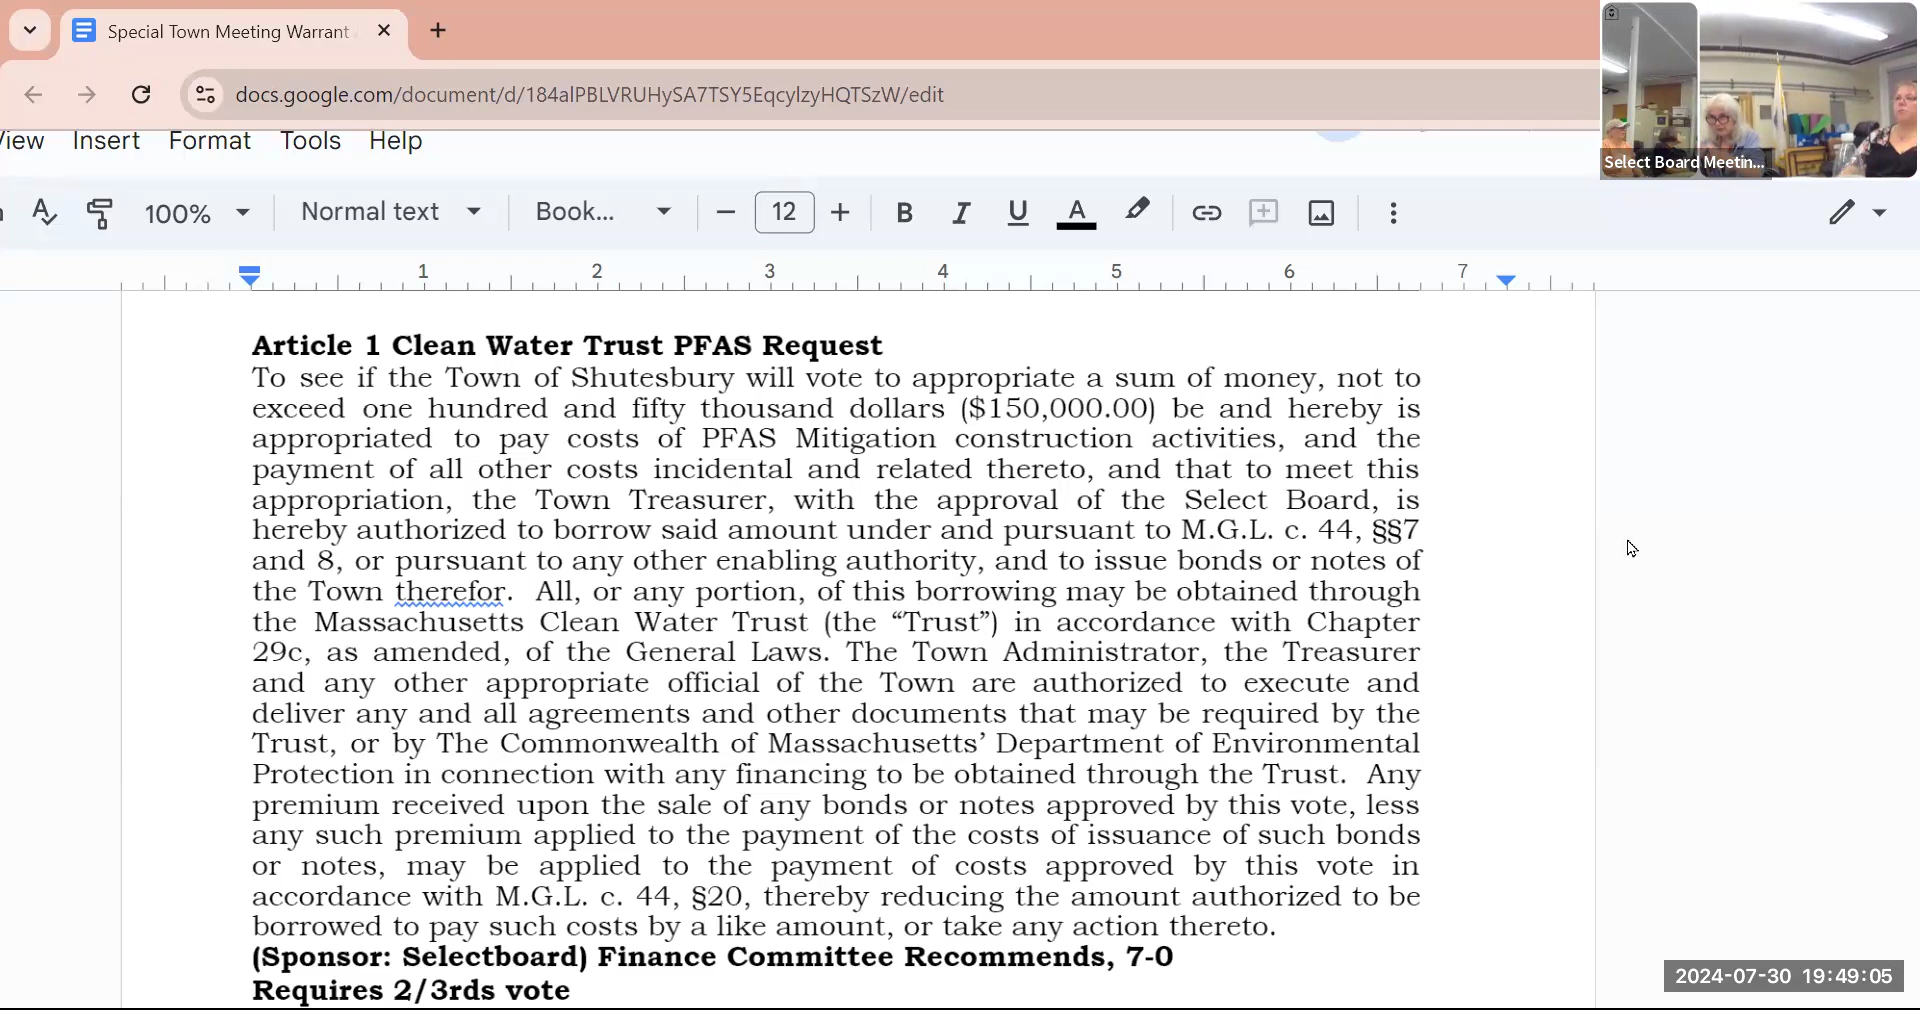 Special Town Meeting Warrant
docs.google.com/document/d/184alPBLVRUHySA7TSY5EqcylzyHQTSzW/edit
Select Board Meetin...
View Insert Format Tools Help
100% Normal text Book... 12 B I U A
1 2 3 4 5 6 7
Article 1 Clean Water Trust PFAS Request
To see if the Town of Shutesbury will vote to appropriate a sum of money, not to
exceed one hundred and fifty thousand dollars ($150,000.00) be and hereby is
appropriated to pay costs of PFAS Mitigation construction activities, and the
payment of all other costs incidental and related thereto, and that to meet this
appropriation, the Town Treasurer, with the approval of the Select Board, is
hereby authorized to borrow said amount under and pursuant to M.G.L. c. 44, §§7
and 8, or pursuant to any other enabling authority, and to issue bonds or notes of
the Town therefor.  All, or any portion, of this borrowing may be obtained through
the Massachusetts Clean Water Trust (the “Trust”) in accordance with Chapter
29c, as amended, of the General Laws. The Town Administrator, the Treasurer
and any other appropriate official of the Town are authorized to execute and
deliver any and all agreements and other documents that may be required by the
Trust, or by The Commonwealth of Massachusetts’ Department of Environmental
Protection in connection with any financing to be obtained through the Trust.  Any
premium received upon the sale of any bonds or notes approved by this vote, less
any such premium applied to the payment of the costs of issuance of such bonds
or notes, may be applied to the payment of costs approved by this vote in
accordance with M.G.L. c. 44, §20, thereby reducing the amount authorized to be
borrowed to pay such costs by a like amount, or take any action thereto.
(Sponsor: Selectboard) Finance Committee Recommends, 7-0
Requires 2/3rds vote
2024-07-30 19:49:05